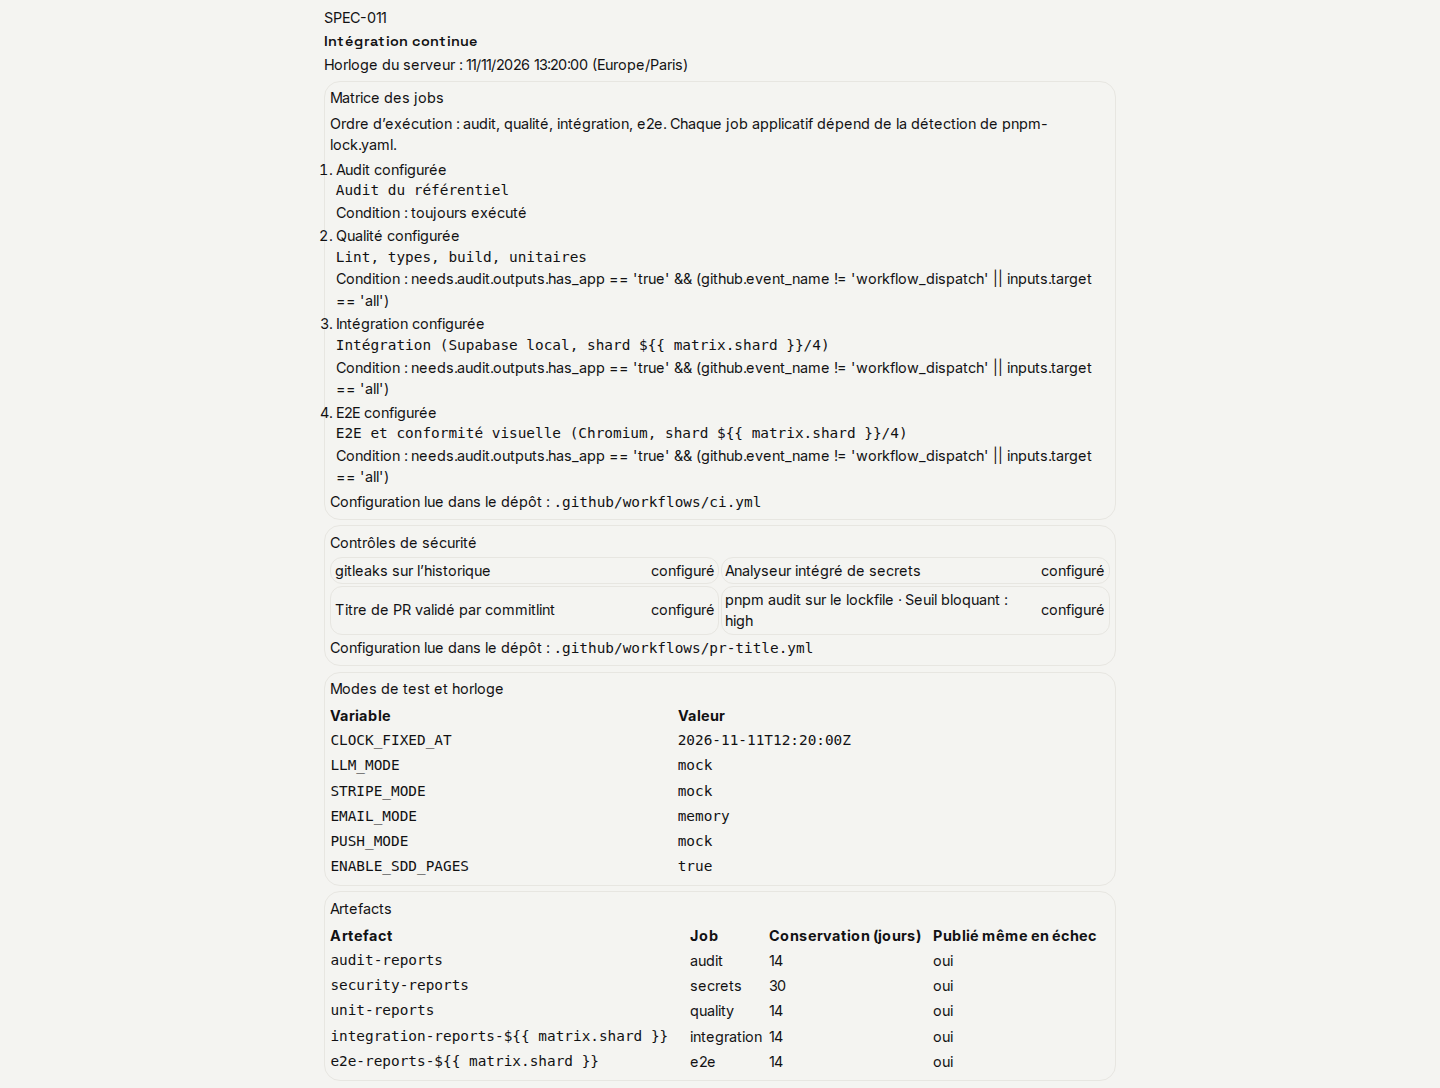 SPEC-011
Intégration continue
Horloge du serveur : 11/11/2026 13:20:00 (Europe/Paris)
Matrice des jobs
Ordre d’exécution : audit, qualité, intégration, e2e. Chaque job applicatif dépend de la détection de pnpm-
lock.yaml.
1. Audit configurée
Audit du référentiel
Condition : toujours exécuté
2. Qualité configurée
Lint, types, build, unitaires
Condition : needs.audit.outputs.has_app == 'true' && (github.event_name != 'workflow_dispatch' || inputs.target
== 'all')
3. Intégration configurée
Intégration (Supabase local, shard ${{ matrix.shard }}/4)
Condition : needs.audit.outputs.has_app == 'true' && (github.event_name != 'workflow_dispatch' || inputs.target
== 'all')
4. E2E configurée
E2E et conformité visuelle (Chromium, shard ${{ matrix.shard }}/4)
Condition : needs.audit.outputs.has_app == 'true' && (github.event_name != 'workflow_dispatch' || inputs.target
== 'all')
Configuration lue dans le dépôt : .github/workflows/ci.yml
Contrôles de sécurité
gitleaks sur l’historique configuré Analyseur intégré de secrets configuré
Titre de PR validé par commitlint configuré pnpm audit sur le lockfile · Seuil bloquant :
high configuré
Configuration lue dans le dépôt : .github/workflows/pr-title.yml
Modes de test et horloge
Variable Valeur
CLOCK_FIXED_AT 2026-11-11T12:20:00Z
LLM_MODE mock
STRIPE_MODE mock
EMAIL_MODE memory
PUSH_MODE mock
ENABLE_SDD_PAGES true
Artefacts
Artefact Job Conservation (jours) Publié même en échec
audit-reports audit 14 oui
security-reports secrets 30 oui
unit-reports quality 14 oui
integration-reports-${{ matrix.shard }} integration 14 oui
e2e-reports-${{ matrix.shard }} e2e 14 oui